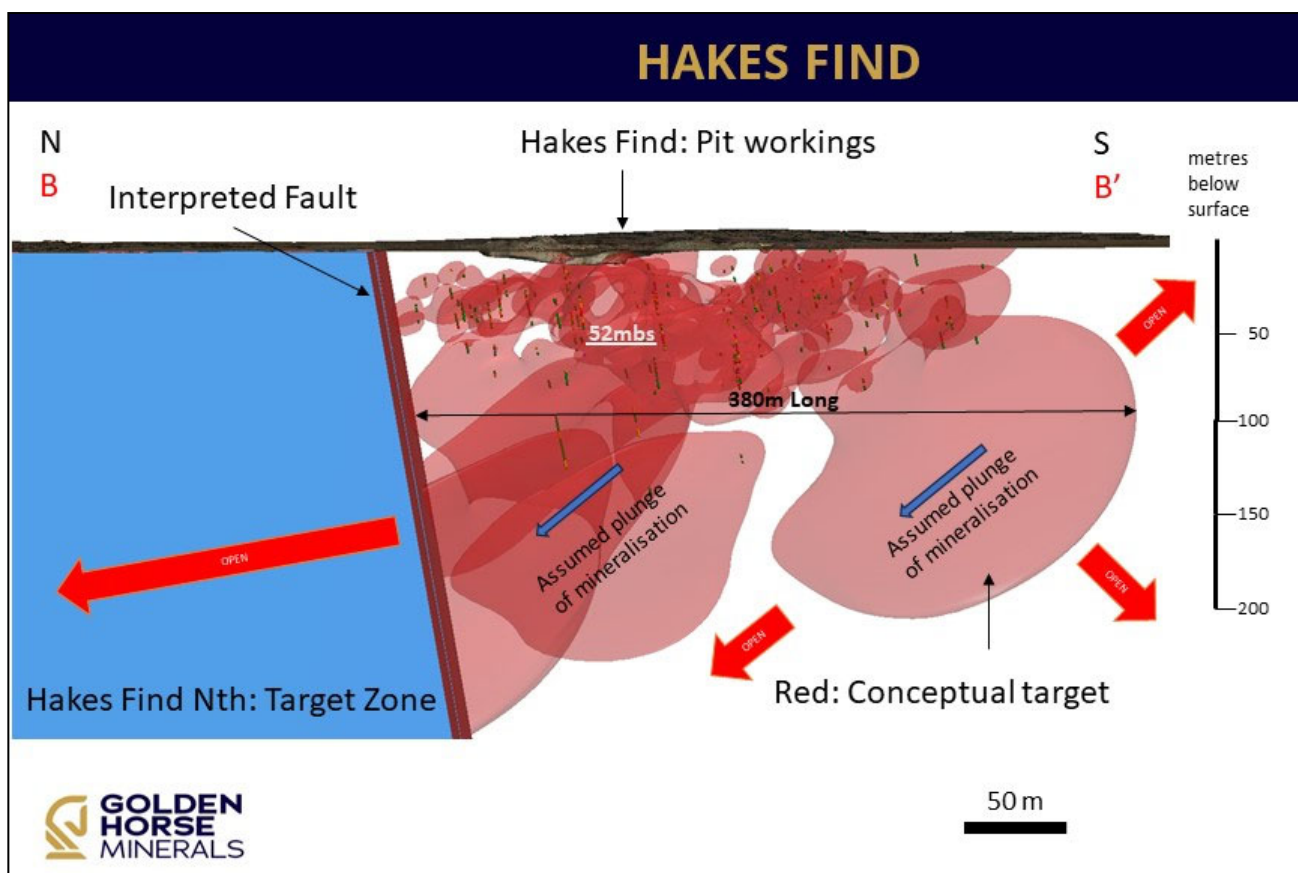 HAKES FIND
N
B
Hakes Find: Pit workings
S
B’
metres
below
surface
Interpreted Fault
OPEN
50
52mbs
380m Long
100
Assumed plunge
of mineralisation
Assumed plunge
of mineralisation
150
OPEN
OPEN
OPEN
200
Hakes Find Nth: Target Zone
Red: Conceptual target
50 m
GOLDEN
HORSE
MINERALS